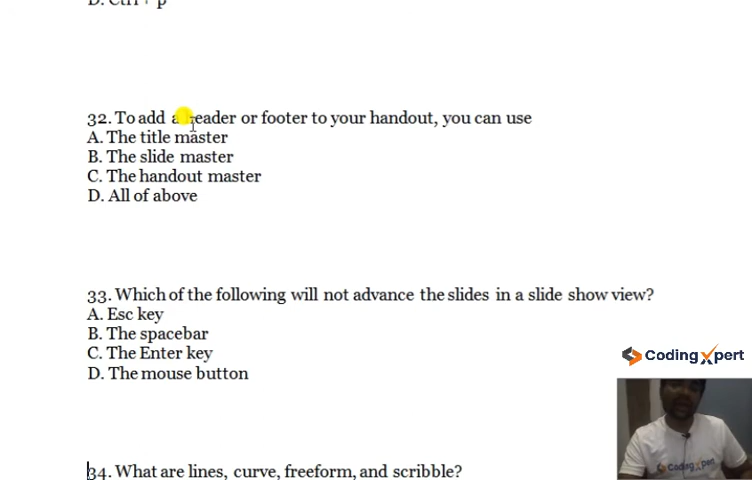 32. To add a header or footer to your handout, you can use
A. The title master
B. The slide master
C. The handout master
D. All of above
33. Which of the following will not advance the slides in a slide show view?
A. Esc key
B. The spacebar
C. The Enter key
D. The mouse button
Coding Xpert
Coding Xpert
34. What are lines, curve, freeform, and scribble?